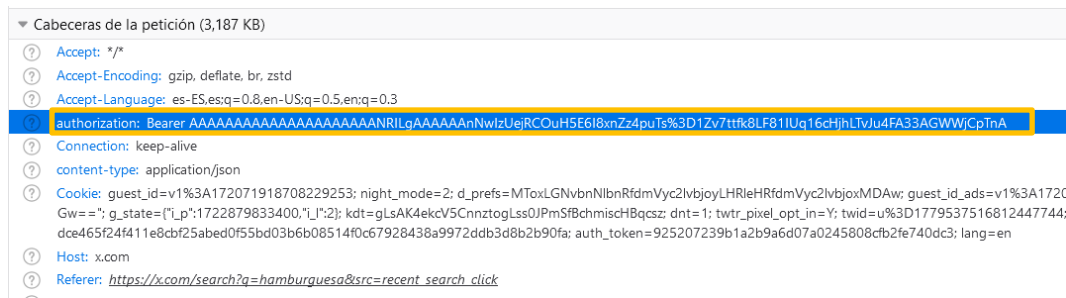 Cabeceras de la petición (3,187 KB)
Accept: */*
Accept-Encoding: gzip, deflate, br, zstd
Accept-Language: es-ES,es;q=0.8,en-US;q=0.5,en;q=0.3
authorization: Bearer AAAAAAAAAAAAAAAAAAAAANRILgAAAAAAnNwIzUejRCOuH5E6I8xnZz4puTs%3D1Zv7ttfk8LF81IUq16cHjhLTvJu4FA33AGWWjCpTnA
Connection: keep-alive
content-type: application/json
Cookie: guest_id=v1%3A172071918708229253; night_mode=2; d_prefs=MToxLGNvbnNlbnRfdmVyc2lvbjoyLHRleHRfdmVyc2lvbjoxMDAw; guest_id_ads=v1%3A1720
Gw=="; g_state={"i_p":1722879833400,"i_l":2}; kdt=gLsAK4ekcV5CnnztogLss0JPmSfBchmiscHBqcsz; dnt=1; twtr_pixel_opt_in=Y; twid=u%3D1779537516812447744;
dce465f24f411e8cbf25abed0f55bd03b6b08514f0c67928438a9972ddb3d8b2b90fa; auth_token=925207239b1a2b9a6d07a0245808cfb2fe740dc3; lang=en
Host: x.com
Referer: https://x.com/search?q=hamburguesa&src=recent_search_click